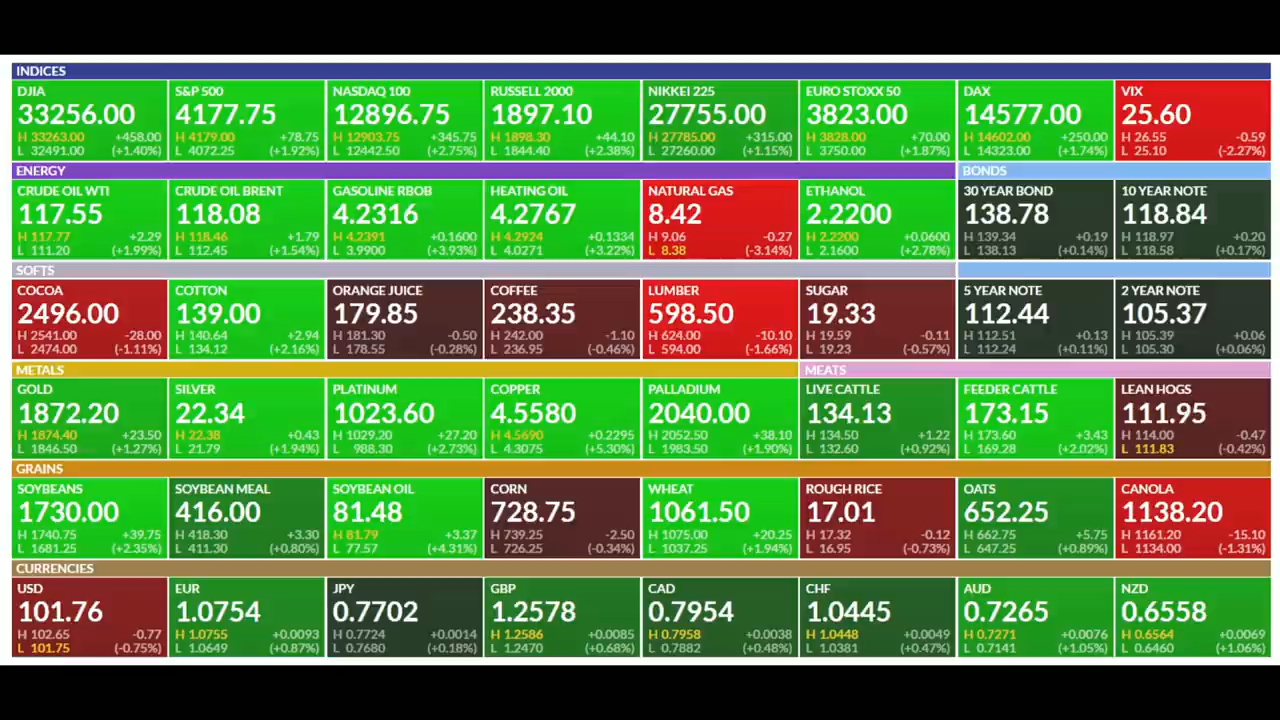 INDICES
DJIA S&P 500 NASDAQ 100 RUSSELL 2000 NIKKEI 225 EURO STOXX 50 DAX VIX
33256.00 4177.75 12896.75 1897.10 27755.00 3823.00 14577.00 25.60
H 33263.00 +458.00 H 4179.00 +78.75 H 12903.75 +345.75 H 1898.30 +44.10 H 27785.00 +315.00 H 3828.00 +70.00 H 14602.00 +250.00 H 26.55 -0.59
L 32491.00 (+1.40%) L 4072.25 (+1.92%) L 12442.50 (+2.75%) L 1844.40 (+2.38%) L 27260.00 (+1.15%) L 3750.00 (+1.87%) L 14323.00 (+1.74%) L 25.10 (-2.27%)
ENERGY BONDS
CRUDE OIL WTI CRUDE OIL BRENT GASOLINE RBOB HEATING OIL NATURAL GAS ETHANOL 30 YEAR BOND 10 YEAR NOTE
117.55 118.08 4.2316 4.2767 8.42 2.2200 138.78 118.84
H 117.77 +2.29 H 118.46 +1.79 H 4.2391 +0.1600 H 4.2924 +0.1334 H 9.06 -0.27 H 2.2200 +0.0600 H 139.34 +0.19 H 118.97 +0.20
L 111.20 (+1.99%) L 112.45 (+1.54%) L 3.9900 (+3.93%) L 4.0271 (+3.22%) L 8.38 (-3.14%) L 2.1600 (+2.78%) L 138.13 (+0.14%) L 118.58 (+0.17%)
SOFTS
COCOA COTTON ORANGE JUICE COFFEE LUMBER SUGAR 5 YEAR NOTE 2 YEAR NOTE
2496.00 139.00 179.85 238.35 598.50 19.33 112.44 105.37
H 2541.00 -28.00 H 140.64 +2.94 H 181.30 -0.50 H 242.00 -1.10 H 624.00 -10.10 H 19.59 -0.11 H 112.51 +0.13 H 105.39 +0.06
L 2474.00 (-1.11%) L 134.12 (+2.16%) L 178.55 (-0.28%) L 236.95 (-0.46%) L 594.00 (-1.66%) L 19.23 (-0.57%) L 112.24 (+0.11%) L 105.30 (+0.06%)
METALS MEATS
GOLD SILVER PLATINUM COPPER PALLADIUM LIVE CATTLE FEEDER CATTLE LEAN HOGS
1872.20 22.34 1023.60 4.5580 2040.00 134.13 173.15 111.95
H 1874.40 +23.50 H 22.38 +0.43 H 1029.20 +27.20 H 4.5690 +0.2295 H 2052.50 +38.10 H 134.50 +1.22 H 173.60 +3.43 H 114.00 -0.47
L 1846.50 (+1.27%) L 21.79 (+1.94%) L 988.30 (+2.73%) L 4.3075 (+5.30%) L 1983.50 (+1.90%) L 132.60 (+0.92%) L 169.28 (+2.02%) L 111.83 (-0.42%)
GRAINS
SOYBEANS SOYBEAN MEAL SOYBEAN OIL CORN WHEAT ROUGH RICE OATS CANOLA
1730.00 416.00 81.48 728.75 1061.50 17.01 652.25 1138.20
H 1740.75 +39.75 H 418.30 +3.30 H 81.79 +3.37 H 739.25 -2.50 H 1075.00 +20.25 H 17.32 -0.12 H 662.75 +5.75 H 1161.20 -15.10
L 1681.25 (+2.35%) L 411.30 (+0.80%) L 77.57 (+4.31%) L 726.25 (-0.34%) L 1037.25 (+1.94%) L 16.95 (-0.73%) L 647.25 (+0.89%) L 1134.00 (-1.31%)
CURRENCIES
USD EUR JPY GBP CAD CHF AUD NZD
101.76 1.0754 0.7702 1.2578 0.7954 1.0445 0.7265 0.6558
H 102.65 -0.77 H 1.0755 +0.0093 H 0.7724 +0.0014 H 1.2586 +0.0085 H 0.7958 +0.0038 H 1.0448 +0.0049 H 0.7271 +0.0076 H 0.6564 +0.0069
L 101.75 (-0.75%) L 1.0649 (+0.87%) L 0.7680 (+0.18%) L 1.2470 (+0.68%) L 0.7882 (+0.48%) L 1.0381 (+0.47%) L 0.7141 (+1.05%) L 0.6460 (+1.06%)